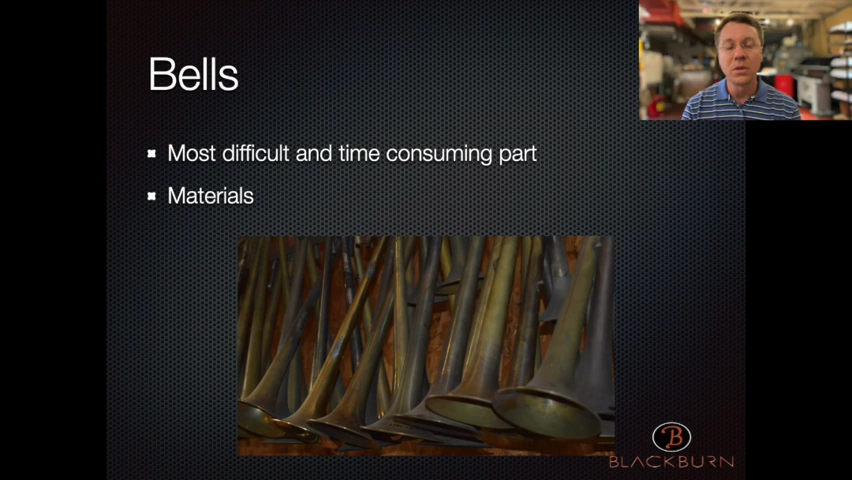 Bells
Most difficult and time consuming part
Materials
B
BLACKBURN